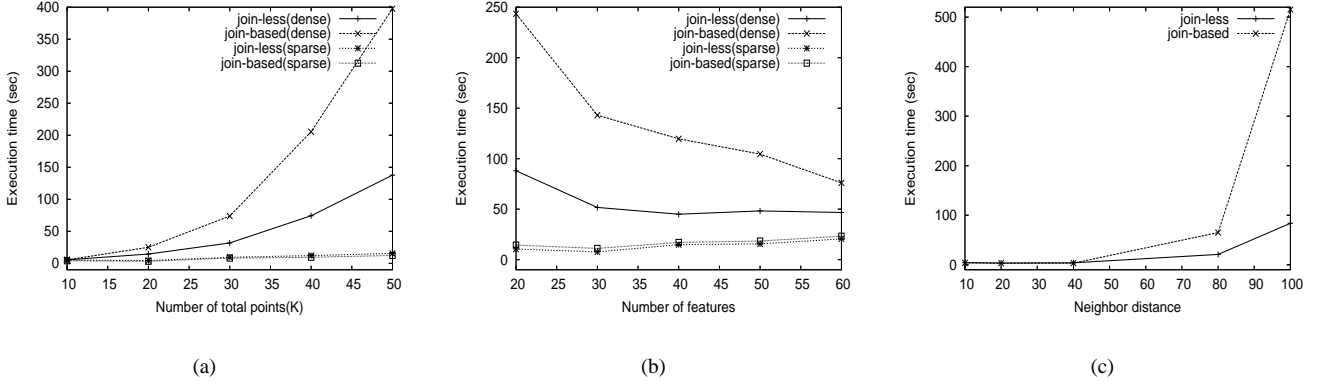 400
350
300
250
200
150
100
50
0
Execution time (sec)
join-less(dense)
join-based(dense)
join-less(sparse)
join-based(sparse)
10 15 20 25 30 35 40 45 50
Number of total points(K)
(a)
250
200
150
100
50
0
Execution time (sec)
join-less(dense)
join-based(dense)
join-less(sparse)
join-based(sparse)
20 25 30 35 40 45 50 55 60
Number of features
(b)
500
400
300
200
100
0
Execution time (sec)
join-less
join-based
10 20 30 40 50 60 70 80 90 100
Neighbor distance
(c)